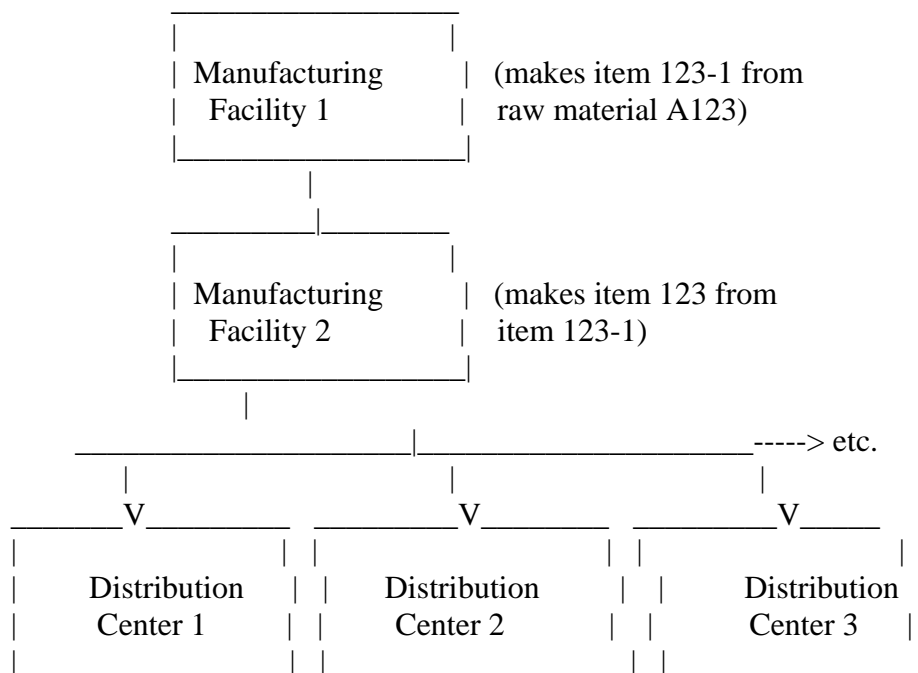 Manufacturing (makes item 123-1 from
Facility 1 raw material A123)
Manufacturing (makes item 123 from
Facility 2 item 123-1)
-----> etc.
V V V
Distribution Distribution Distribution
Center 1 Center 2 Center 3